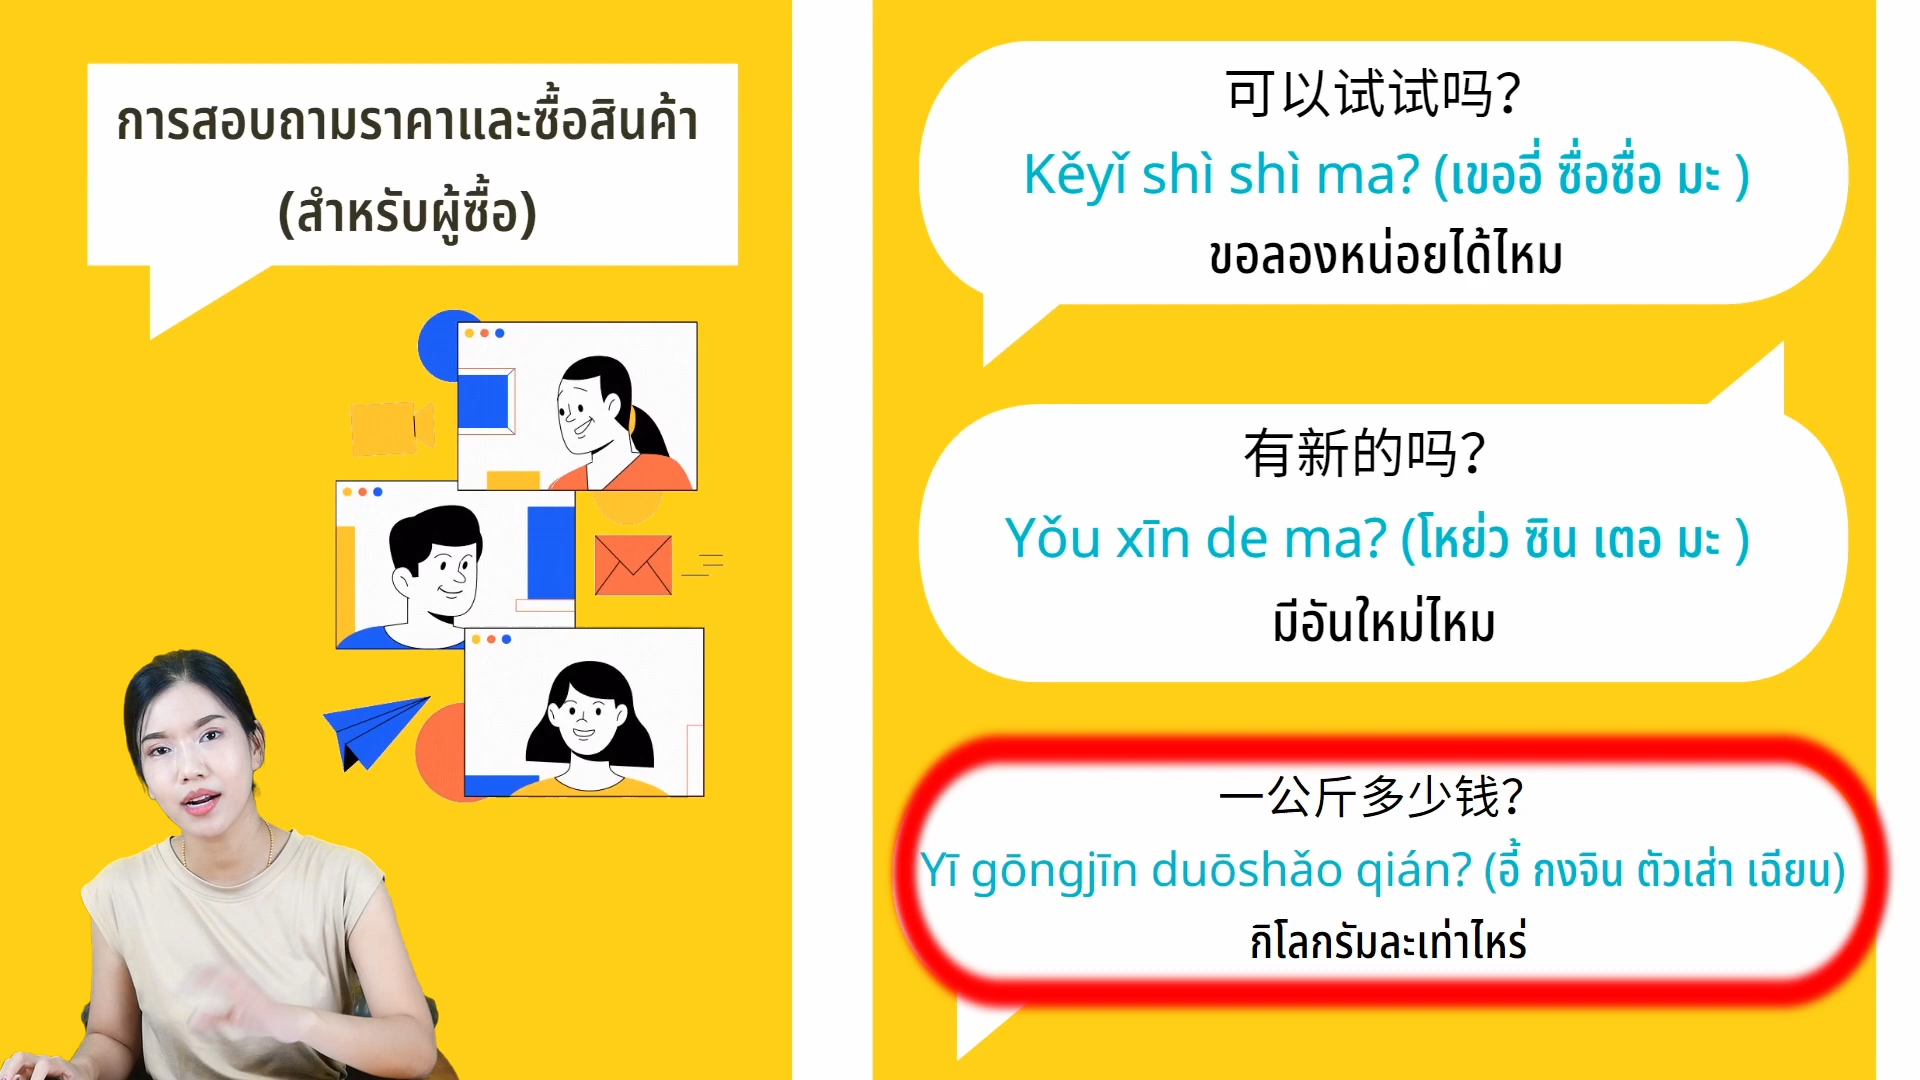 การสอบถามราคาและซื้อสินค้า
(สำหรับผู้ซื้อ)
可以试试吗?
Kěyǐ shì shì ma? (เขออี่ ซื่อซื่อ มะ )
ขอลองหน่อยได้ไหม
有新的吗?
Yǒu xīn de ma? (โหย่ว ซิน เตอ มะ )
มีอันใหม่ไหม
一公斤多少钱?
Yī gōngjīn duōshǎo qián? (อี้ กงจิน ตัวเส่า เฉียน)
กิโลกรัมละเท่าไหร่